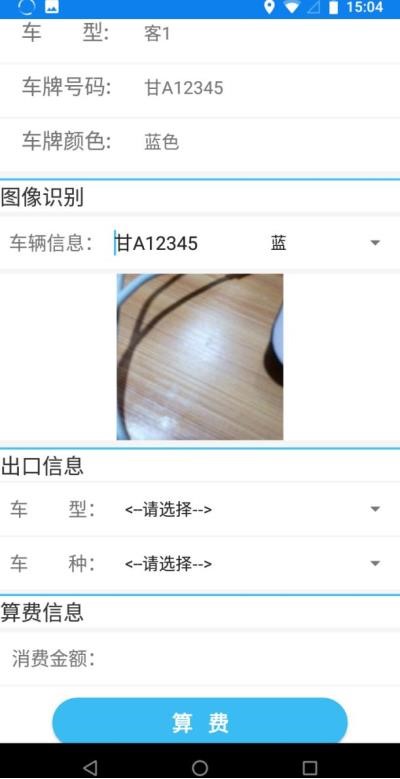 15:04
车 型: 客1
车牌号码: 甘A12345
车牌颜色: 蓝色
图像识别
车辆信息: 甘A12345 蓝
出口信息
车 型: <--请选择-->
车 种: <--请选择-->
算费信息
消费金额:
算 费